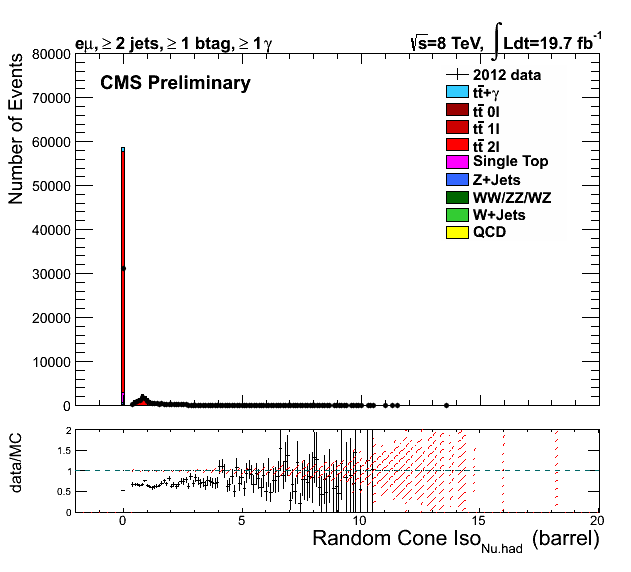 eμ, ≥ 2 jets, ≥ 1 btag, ≥ 1γ
√s=8 TeV, ∫Ldt=19.7 fb⁻¹
Number of Events
80000
70000
60000
50000
40000
30000
20000
10000
0
CMS Preliminary
2012 data
tt̄+γ
tt̄ 0l
tt̄ 1l
tt̄ 2l
Single Top
Z+Jets
WW/ZZ/WZ
W+Jets
QCD
data/MC
2
1.5
1
0.5
0
0 5 10 15 20
Random Cone Iso_Nu.had (barrel)